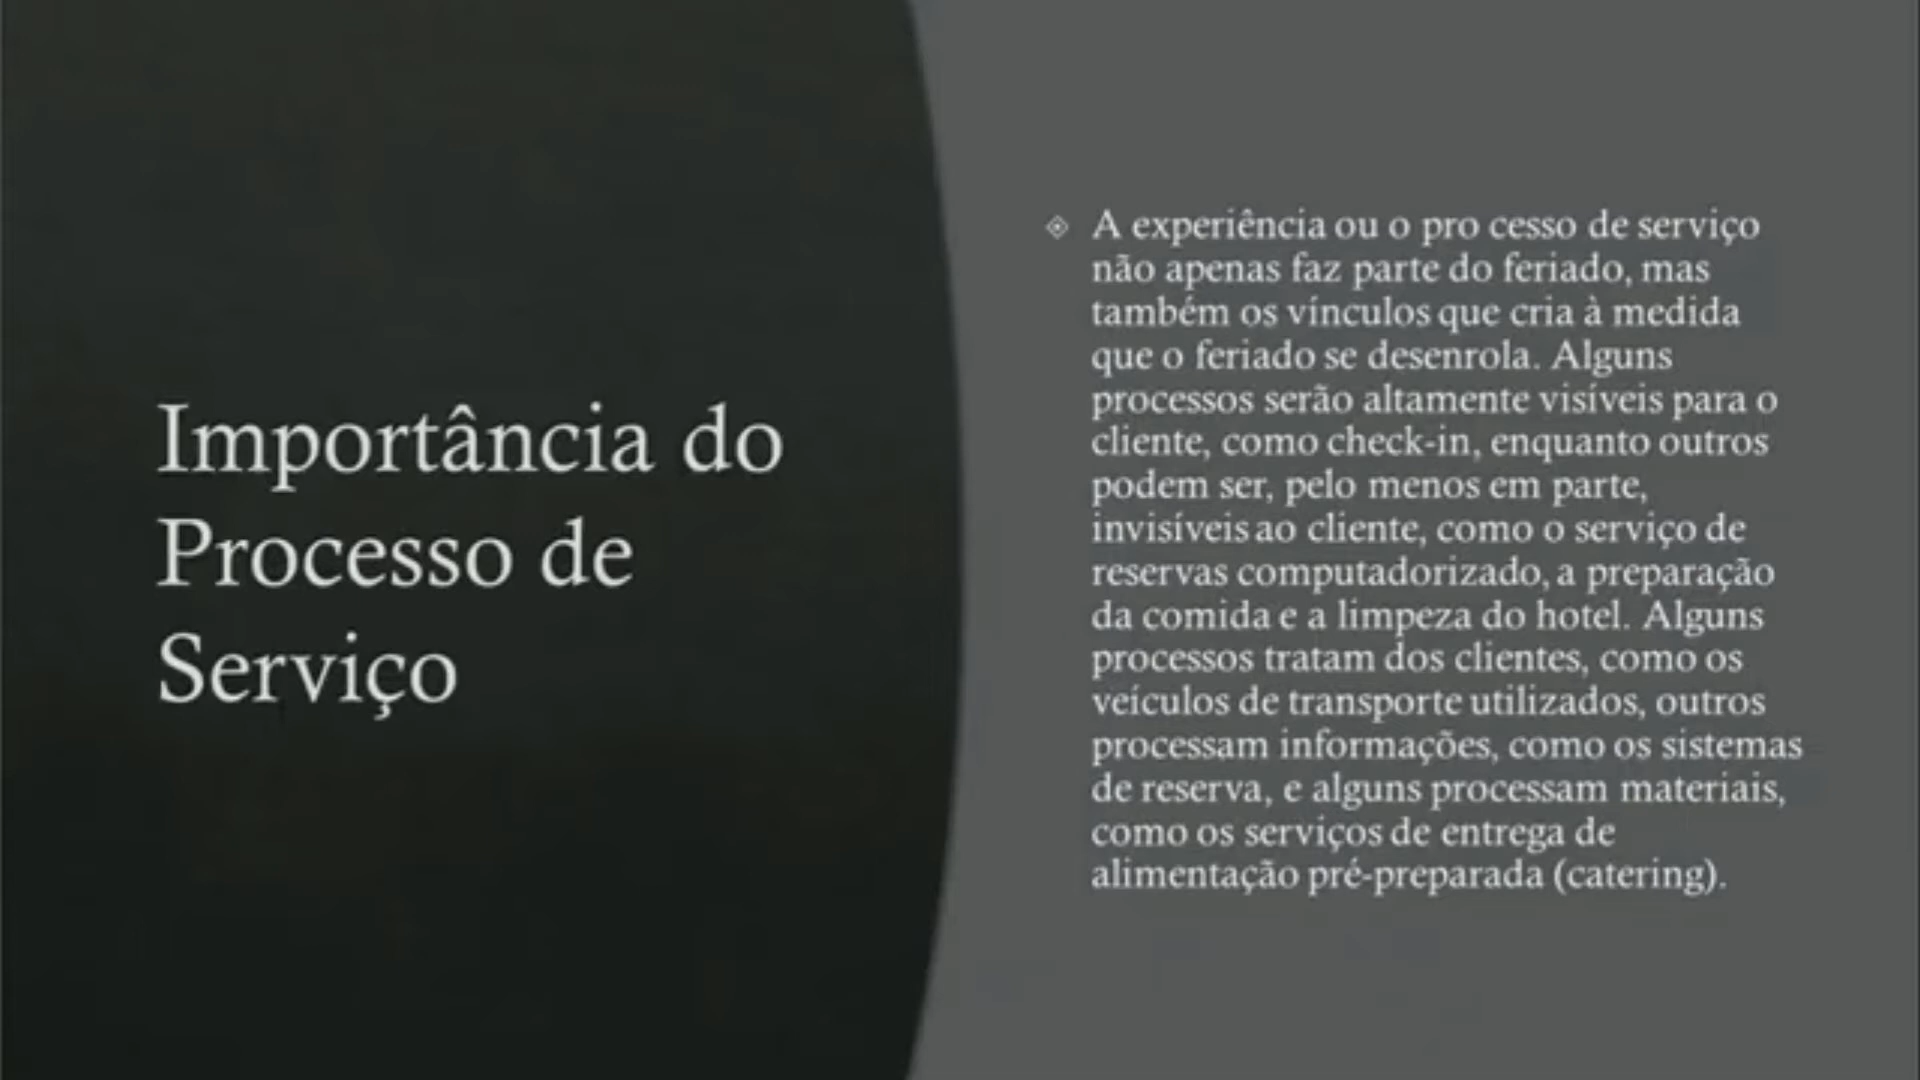 Importância do
Processo de
Serviço
A experiência ou o pro cesso de serviço
não apenas faz parte do feriado, mas
também os vínculos que cria à medida
que o feriado se desenrola. Alguns
processos serão altamente visíveis para o
cliente, como check-in, enquanto outros
podem ser, pelo menos em parte,
invisíveis ao cliente, como o serviço de
reservas computadorizado, a preparação
da comida e a limpeza do hotel. Alguns
processos tratam dos clientes, como os
veículos de transporte utilizados, outros
processam informações, como os sistemas
de reserva, e alguns processam materiais,
como os serviços de entrega de
alimentação pré-preparada (catering).